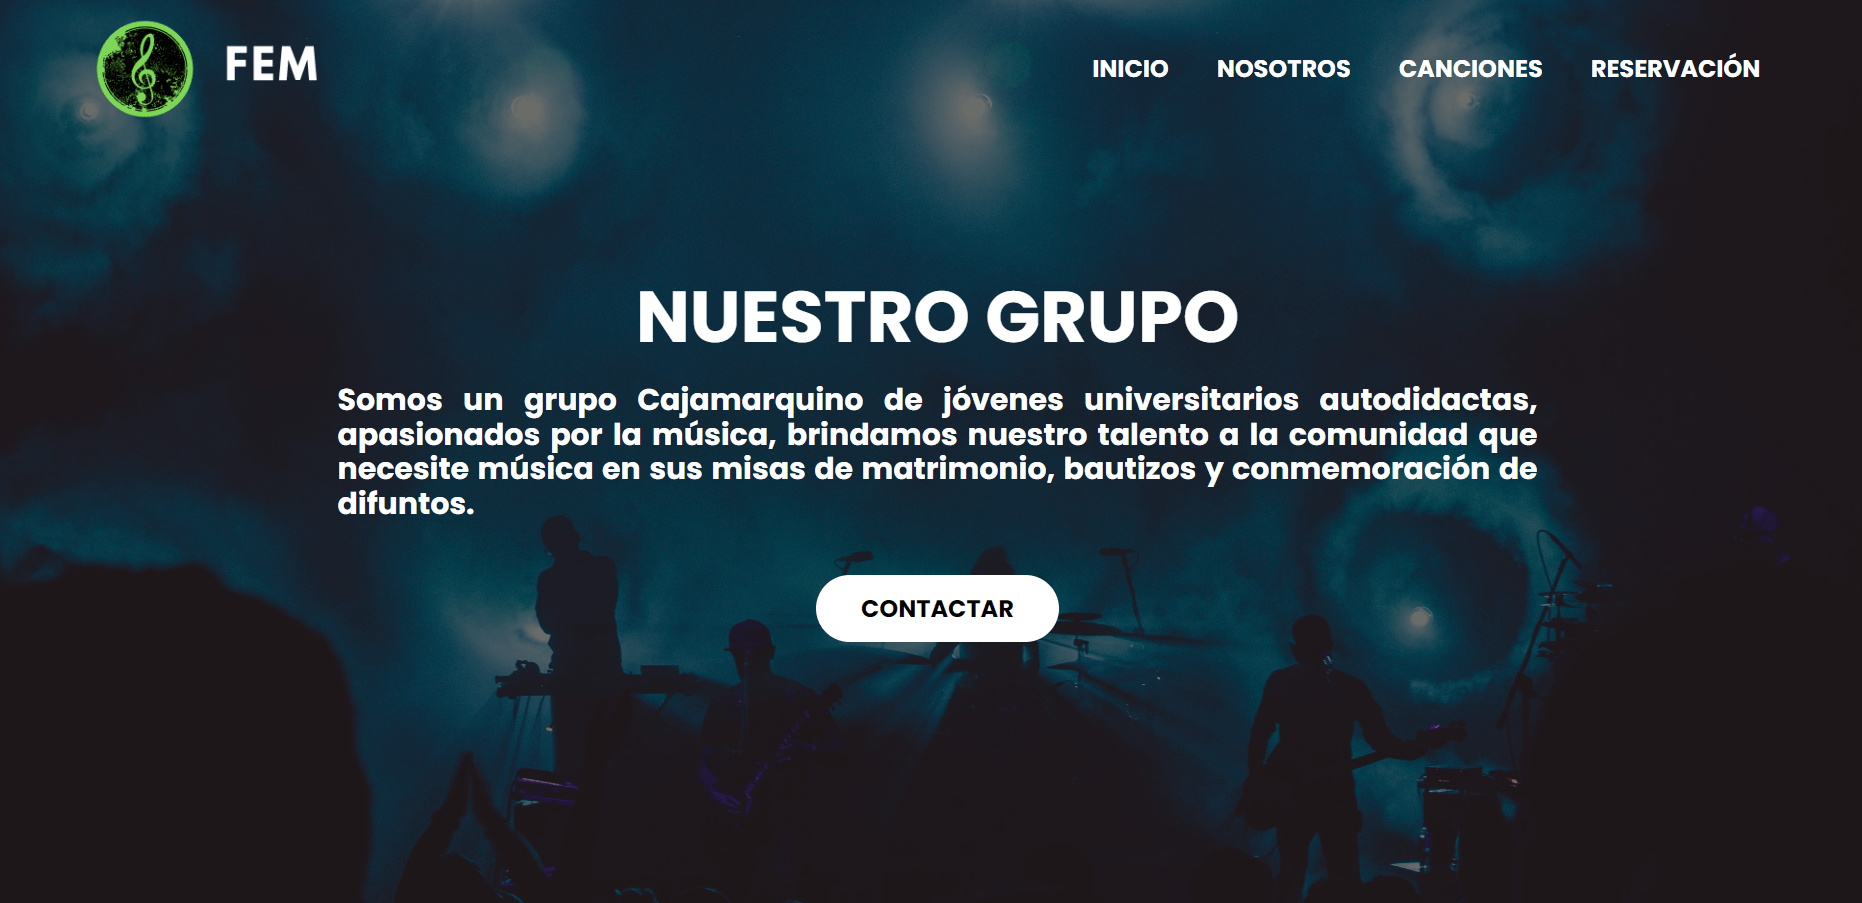 FEM
INICIO NOSOTROS CANCIONES RESERVACIÓN
NUESTRO GRUPO
Somos un grupo Cajamarquino de jóvenes universitarios autodidactas,
apasionados por la música, brindamos nuestro talento a la comunidad que
necesite música en sus misas de matrimonio, bautizos y conmemoración de
difuntos.
CONTACTAR